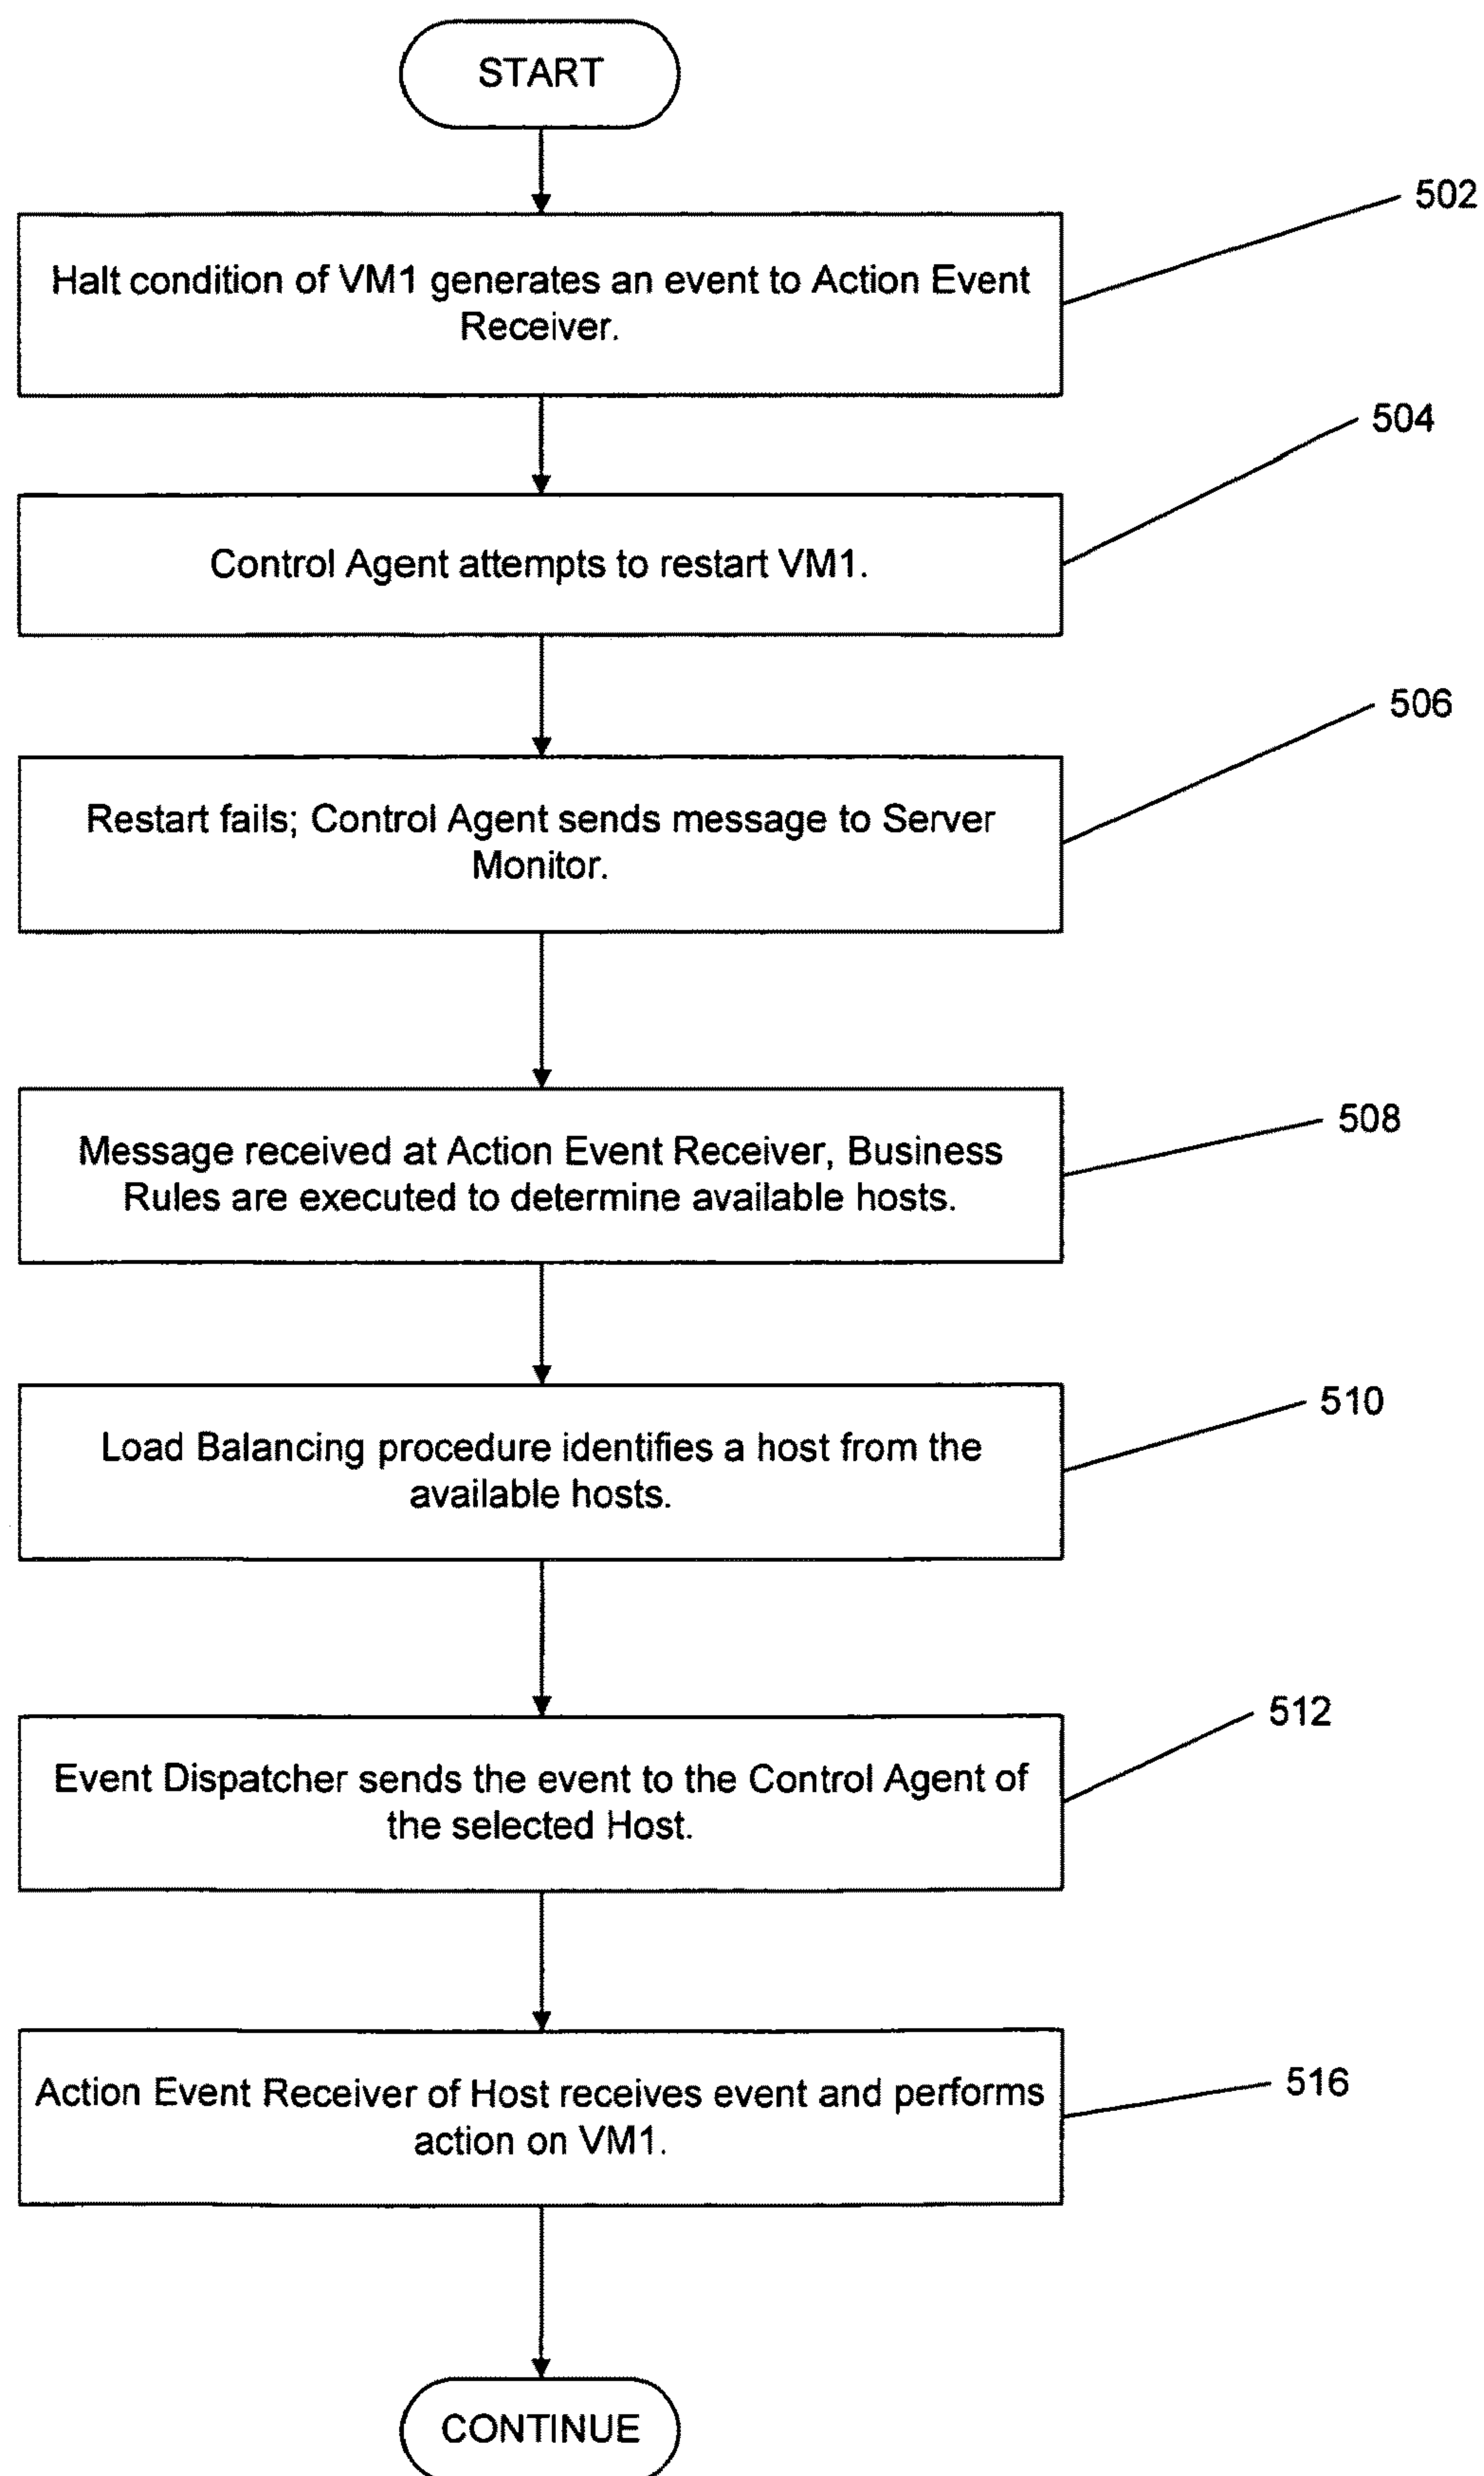 START
502
Halt condition of VM1 generates an event to Action Event
Receiver.
504
Control Agent attempts to restart VM1.
506
Restart fails; Control Agent sends message to Server
Monitor.
508
Message received at Action Event Receiver, Business
Rules are executed to determine available hosts.
510
Load Balancing procedure identifies a host from the
available hosts.
512
Event Dispatcher sends the event to the Control Agent of
the selected Host.
516
Action Event Receiver of Host receives event and performs
action on VM1.
CONTINUE